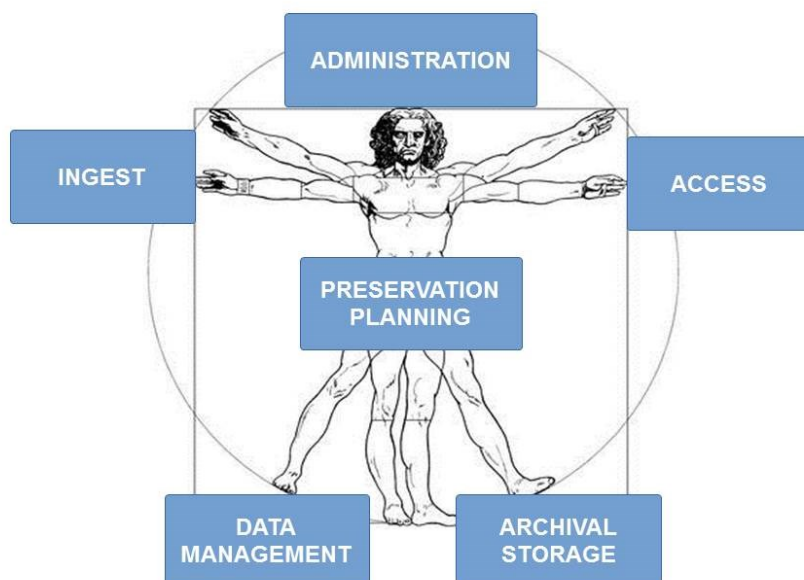 ADMINISTRATION
INGEST
ACCESS
PRESERVATION
PLANNING
DATA
MANAGEMENT
ARCHIVAL
STORAGE